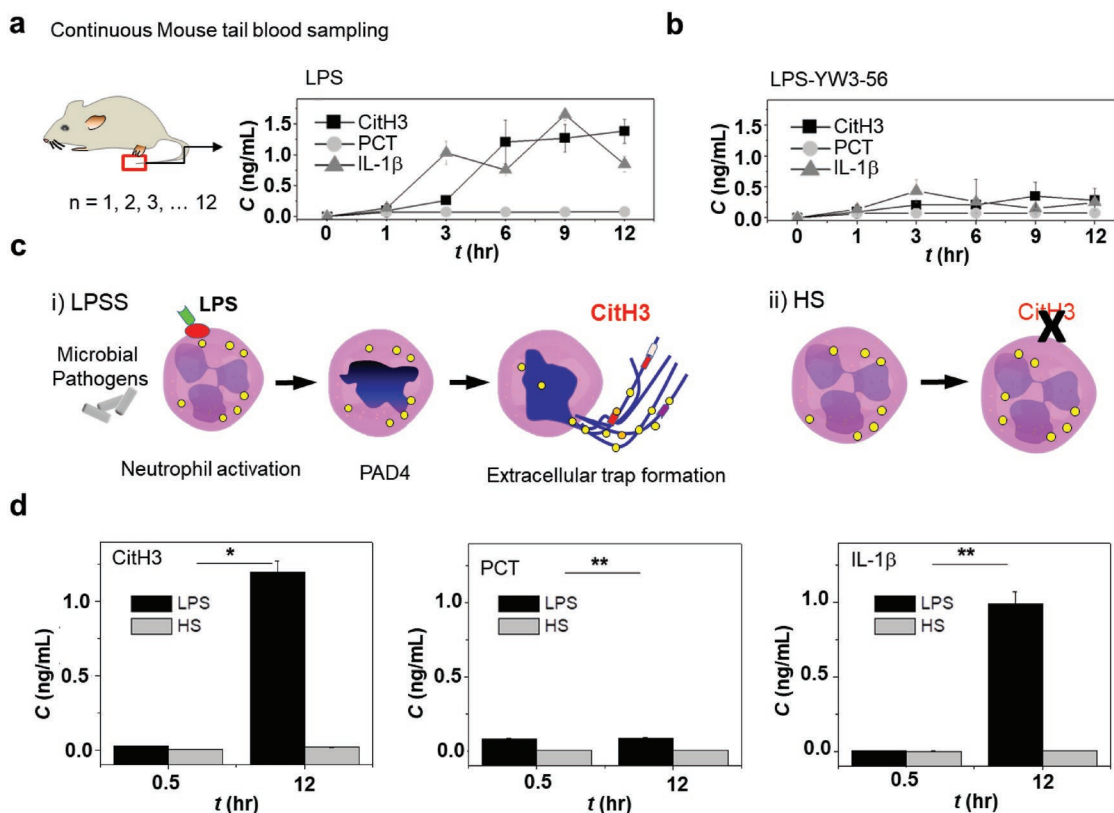 a Continuous Mouse tail blood sampling
n = 1, 2, 3, ... 12
LPS
CitH3
PCT
IL-1β
C (ng/mL)
1.5
1.0
0.5
0.0
0 1 3 6 9 12
t (hr)
b
LPS-YW3-56
CitH3
PCT
IL-1β
C (ng/mL)
1.5
1.0
0.5
0.0
0 1 3 6 9 12
t (hr)
c
i) LPSS
LPS
Microbial
Pathogens
CitH3
Neutrophil activation
PAD4
Extracellular trap formation
ii) HS
CitH3
X
d
CitH3
*
LPS
HS
C (ng/mL)
1.0
0.5
0.0
0.5 12
t (hr)
PCT
**
LPS
HS
C (ng/mL)
1.0
0.5
0.0
0.5 12
t (hr)
IL-1β
**
LPS
HS
C (ng/mL)
1.0
0.5
0.0
0.5 12
t (hr)